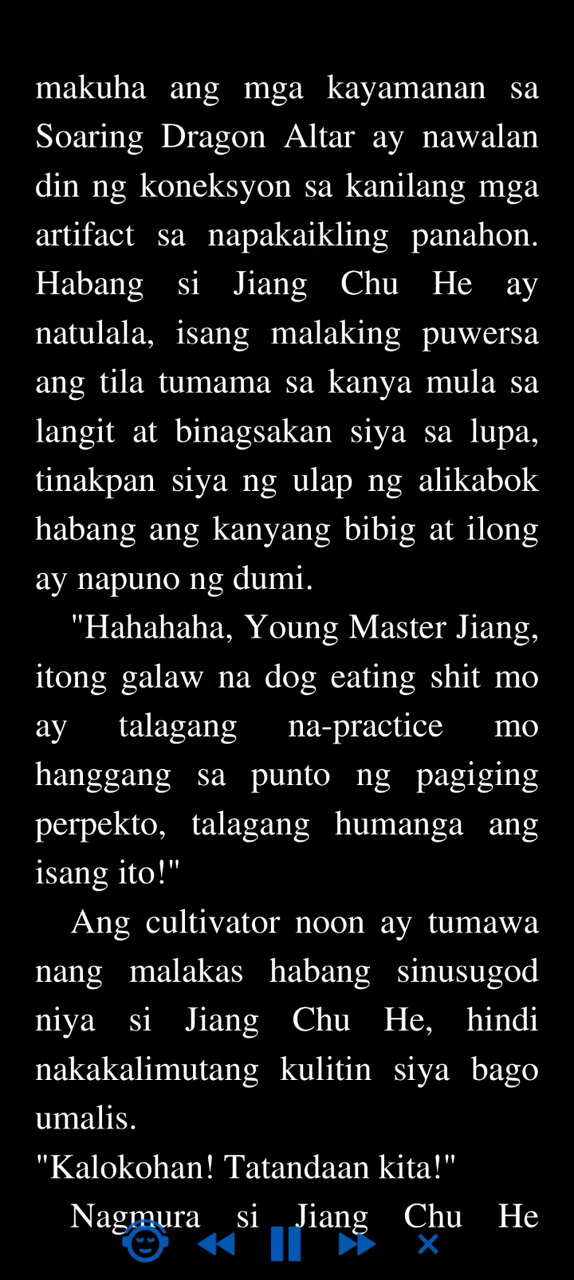 makuha ang mga kayamanan sa
Soaring Dragon Altar ay nawalan
din ng koneksyon sa kanilang mga
artifact sa napakaikling panahon.
Habang si Jiang Chu He ay
natulala, isang malaking puwersa
ang tila tumama sa kanya mula sa
langit at binagsakan siya sa lupa,
tinakpan siya ng ulap ng alikabok
habang ang kanyang bibig at ilong
ay napuno ng dumi.
"Hahahaha, Young Master Jiang,
itong galaw na dog eating shit mo
ay talagang na-practice mo
hanggang sa punto ng pagiging
perpekto, talagang humanga ang
isang ito!"
Ang cultivator noon ay tumawa
nang malakas habang sinusugod
niya si Jiang Chu He, hindi
nakakalimutang kulitin siya bago
umalis.
"Kalokohan! Tatandaan kita!"
Nagmura si Jiang Chu He